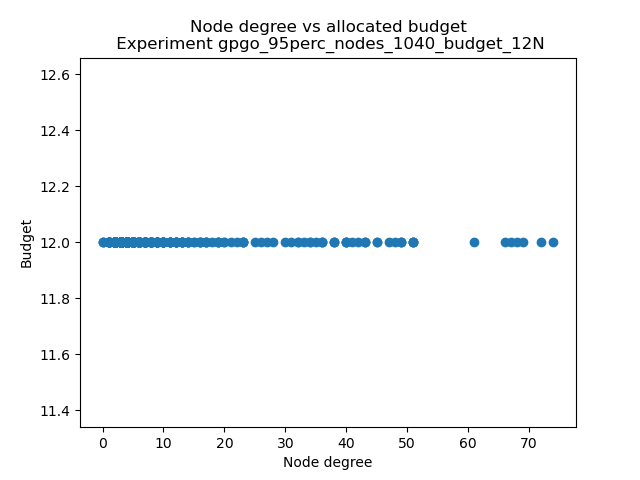 Node degree vs allocated budget
Experiment gpgo_95perc_nodes_1040_budget_12N
12.6
12.4
12.2
12.0
11.8
11.6
11.4
Budget
0 10 20 30 40 50 60 70
Node degree